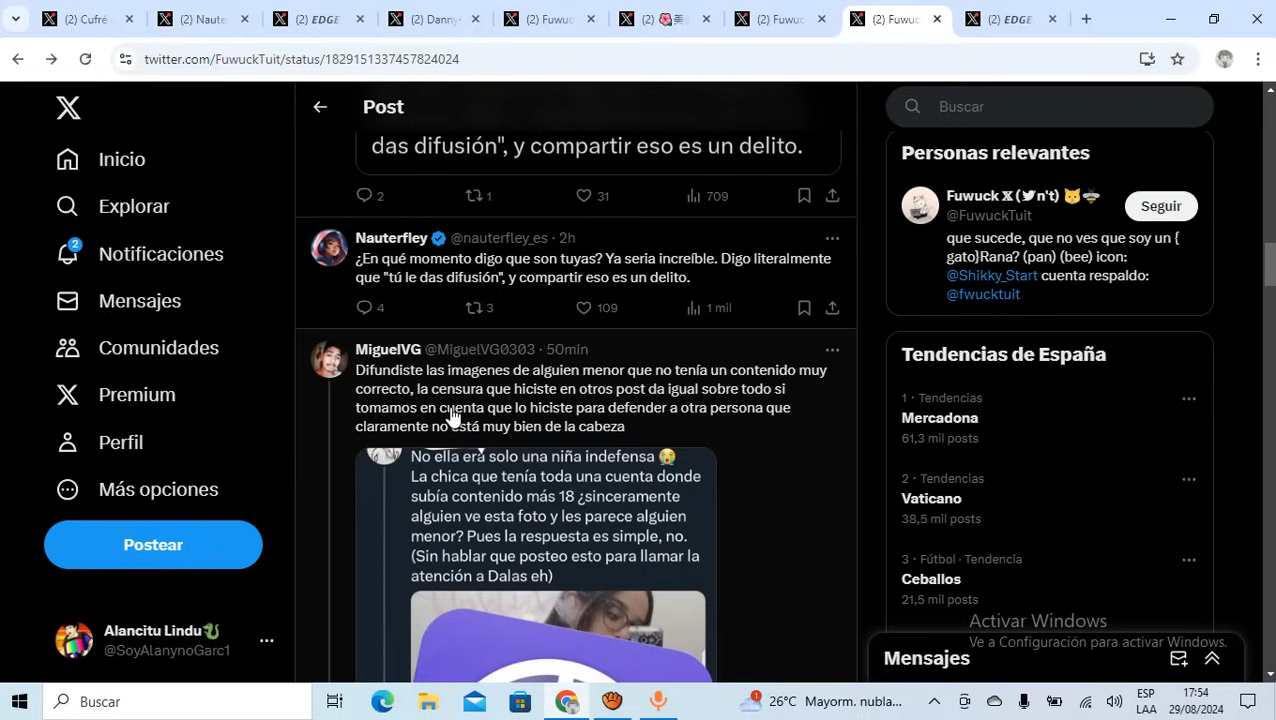 (2) Cufré
(2) Naute
(2) EDGE
(2) Danny
(2) Fuwuc
(2)
(2) Fuwuc
(2) Fuwuc
(2) EDGE
twitter.com/FuwuckTuit/status/1829151337457824024
Inicio
Explorar
2
Notificaciones
Mensajes
Comunidades
Premium
Perfil
Más opciones
Postear
Alancitu Lindu🐉
@SoyAlanynoGarc1
Post
das difusión", y compartir eso es un delito.
2 1 31 709
Nauterfley @nauterfley_es · 2h
¿En qué momento digo que son tuyas? Ya seria increíble. Digo literalmente
que "tú le das difusión", y compartir eso es un delito.
4 3 109 1 mil
MiguelVG @MiguelVG0303 · 50min
Difundiste las imagenes de alguien menor que no tenía un contenido muy
correcto, la censura que hiciste en otros post da igual sobre todo si
tomamos en cuenta que lo hiciste para defender a otra persona que
claramente no está muy bien de la cabeza
No ella era solo una niña indefensa 😭
La chica que tenía toda una cuenta donde
subía contenido más 18 ¿sinceramente
alguien ve esta foto y les parece alguien
menor? Pues la respuesta es simple, no.
(Sin hablar que posteo esto para llamar la
atención a Dalas eh)
Buscar
Personas relevantes
Fuwuck 𝕏 (🐦n't) 🐱🐝
@FuwuckTuit
Seguir
que sucede, que no ves que soy un {
gato}Rana? (pan) (bee) icon:
@Shikky_Start cuenta respaldo:
@fwucktuit
Tendencias de España
1 · Tendencias
Mercadona
61,3 mil posts
2 · Tendencias
Vaticano
38,5 mil posts
3 · Fútbol · Tendencia
Ceballos
21,5 mil posts
Activar Windows
Ve a Configuración para activar Windows.
Mensajes
Buscar
1
26°C Mayorm. nubla...
ESP
LAA
17:54
29/08/2024